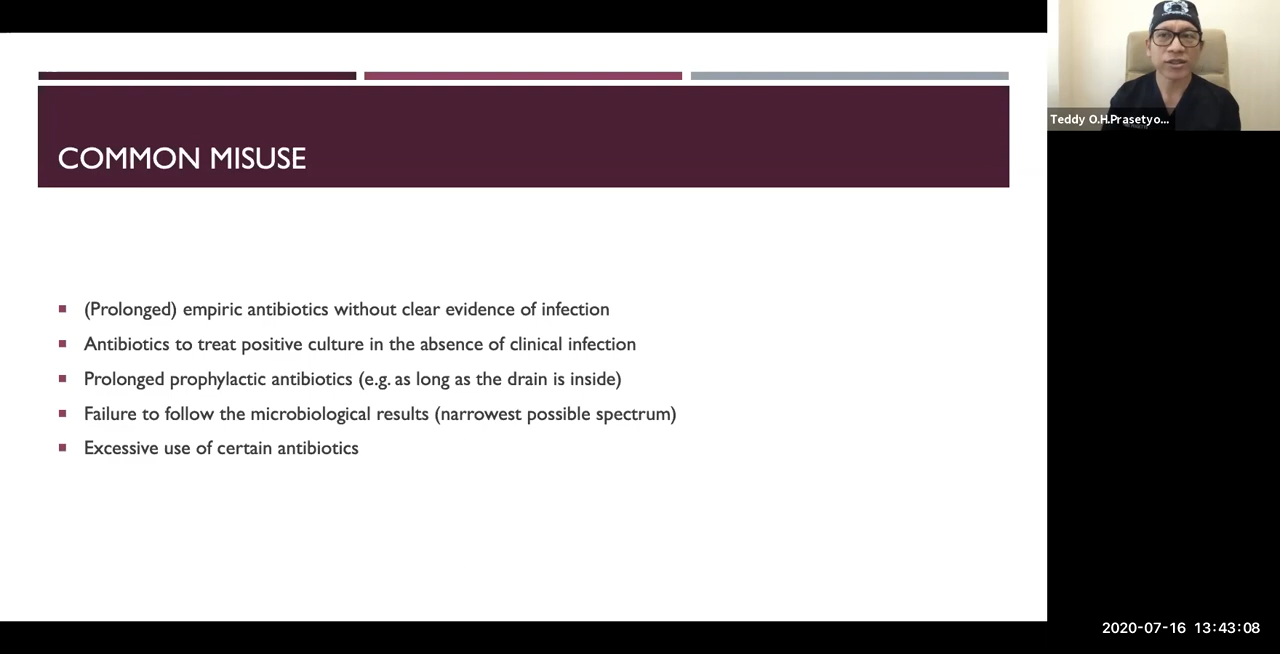 COMMON MISUSE
(Prolonged) empiric antibiotics without clear evidence of infection
Antibiotics to treat positive culture in the absence of clinical infection
Prolonged prophylactic antibiotics (e.g. as long as the drain is inside)
Failure to follow the microbiological results (narrowest possible spectrum)
Excessive use of certain antibiotics
Teddy O.H.Prasetyo...
2020-07-16 13:43:08